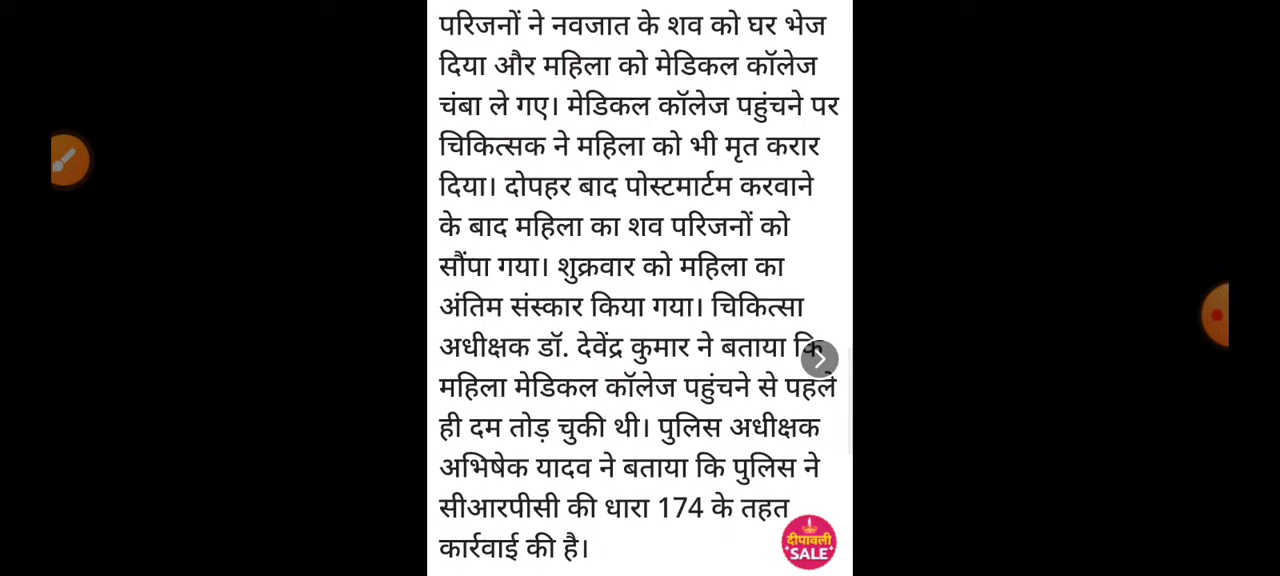 परिजनों ने नवजात के शव को घर भेज
दिया और महिला को मेडिकल कॉलेज
चंबा ले गए। मेडिकल कॉलेज पहुंचने पर
चिकित्सक ने महिला को भी मृत करार
दिया। दोपहर बाद पोस्टमार्टम करवाने
के बाद महिला का शव परिजनों को
सौंपा गया। शुक्रवार को महिला का
अंतिम संस्कार किया गया। चिकित्सा
अधीक्षक डॉ. देवेंद्र कुमार ने बताया कि
महिला मेडिकल कॉलेज पहुंचने से पहले
ही दम तोड़ चुकी थी। पुलिस अधीक्षक
अभिषेक यादव ने बताया कि पुलिस ने
सीआरपीसी की धारा 174 के तहत
कार्रवाई की है।
दीपावली
SALE